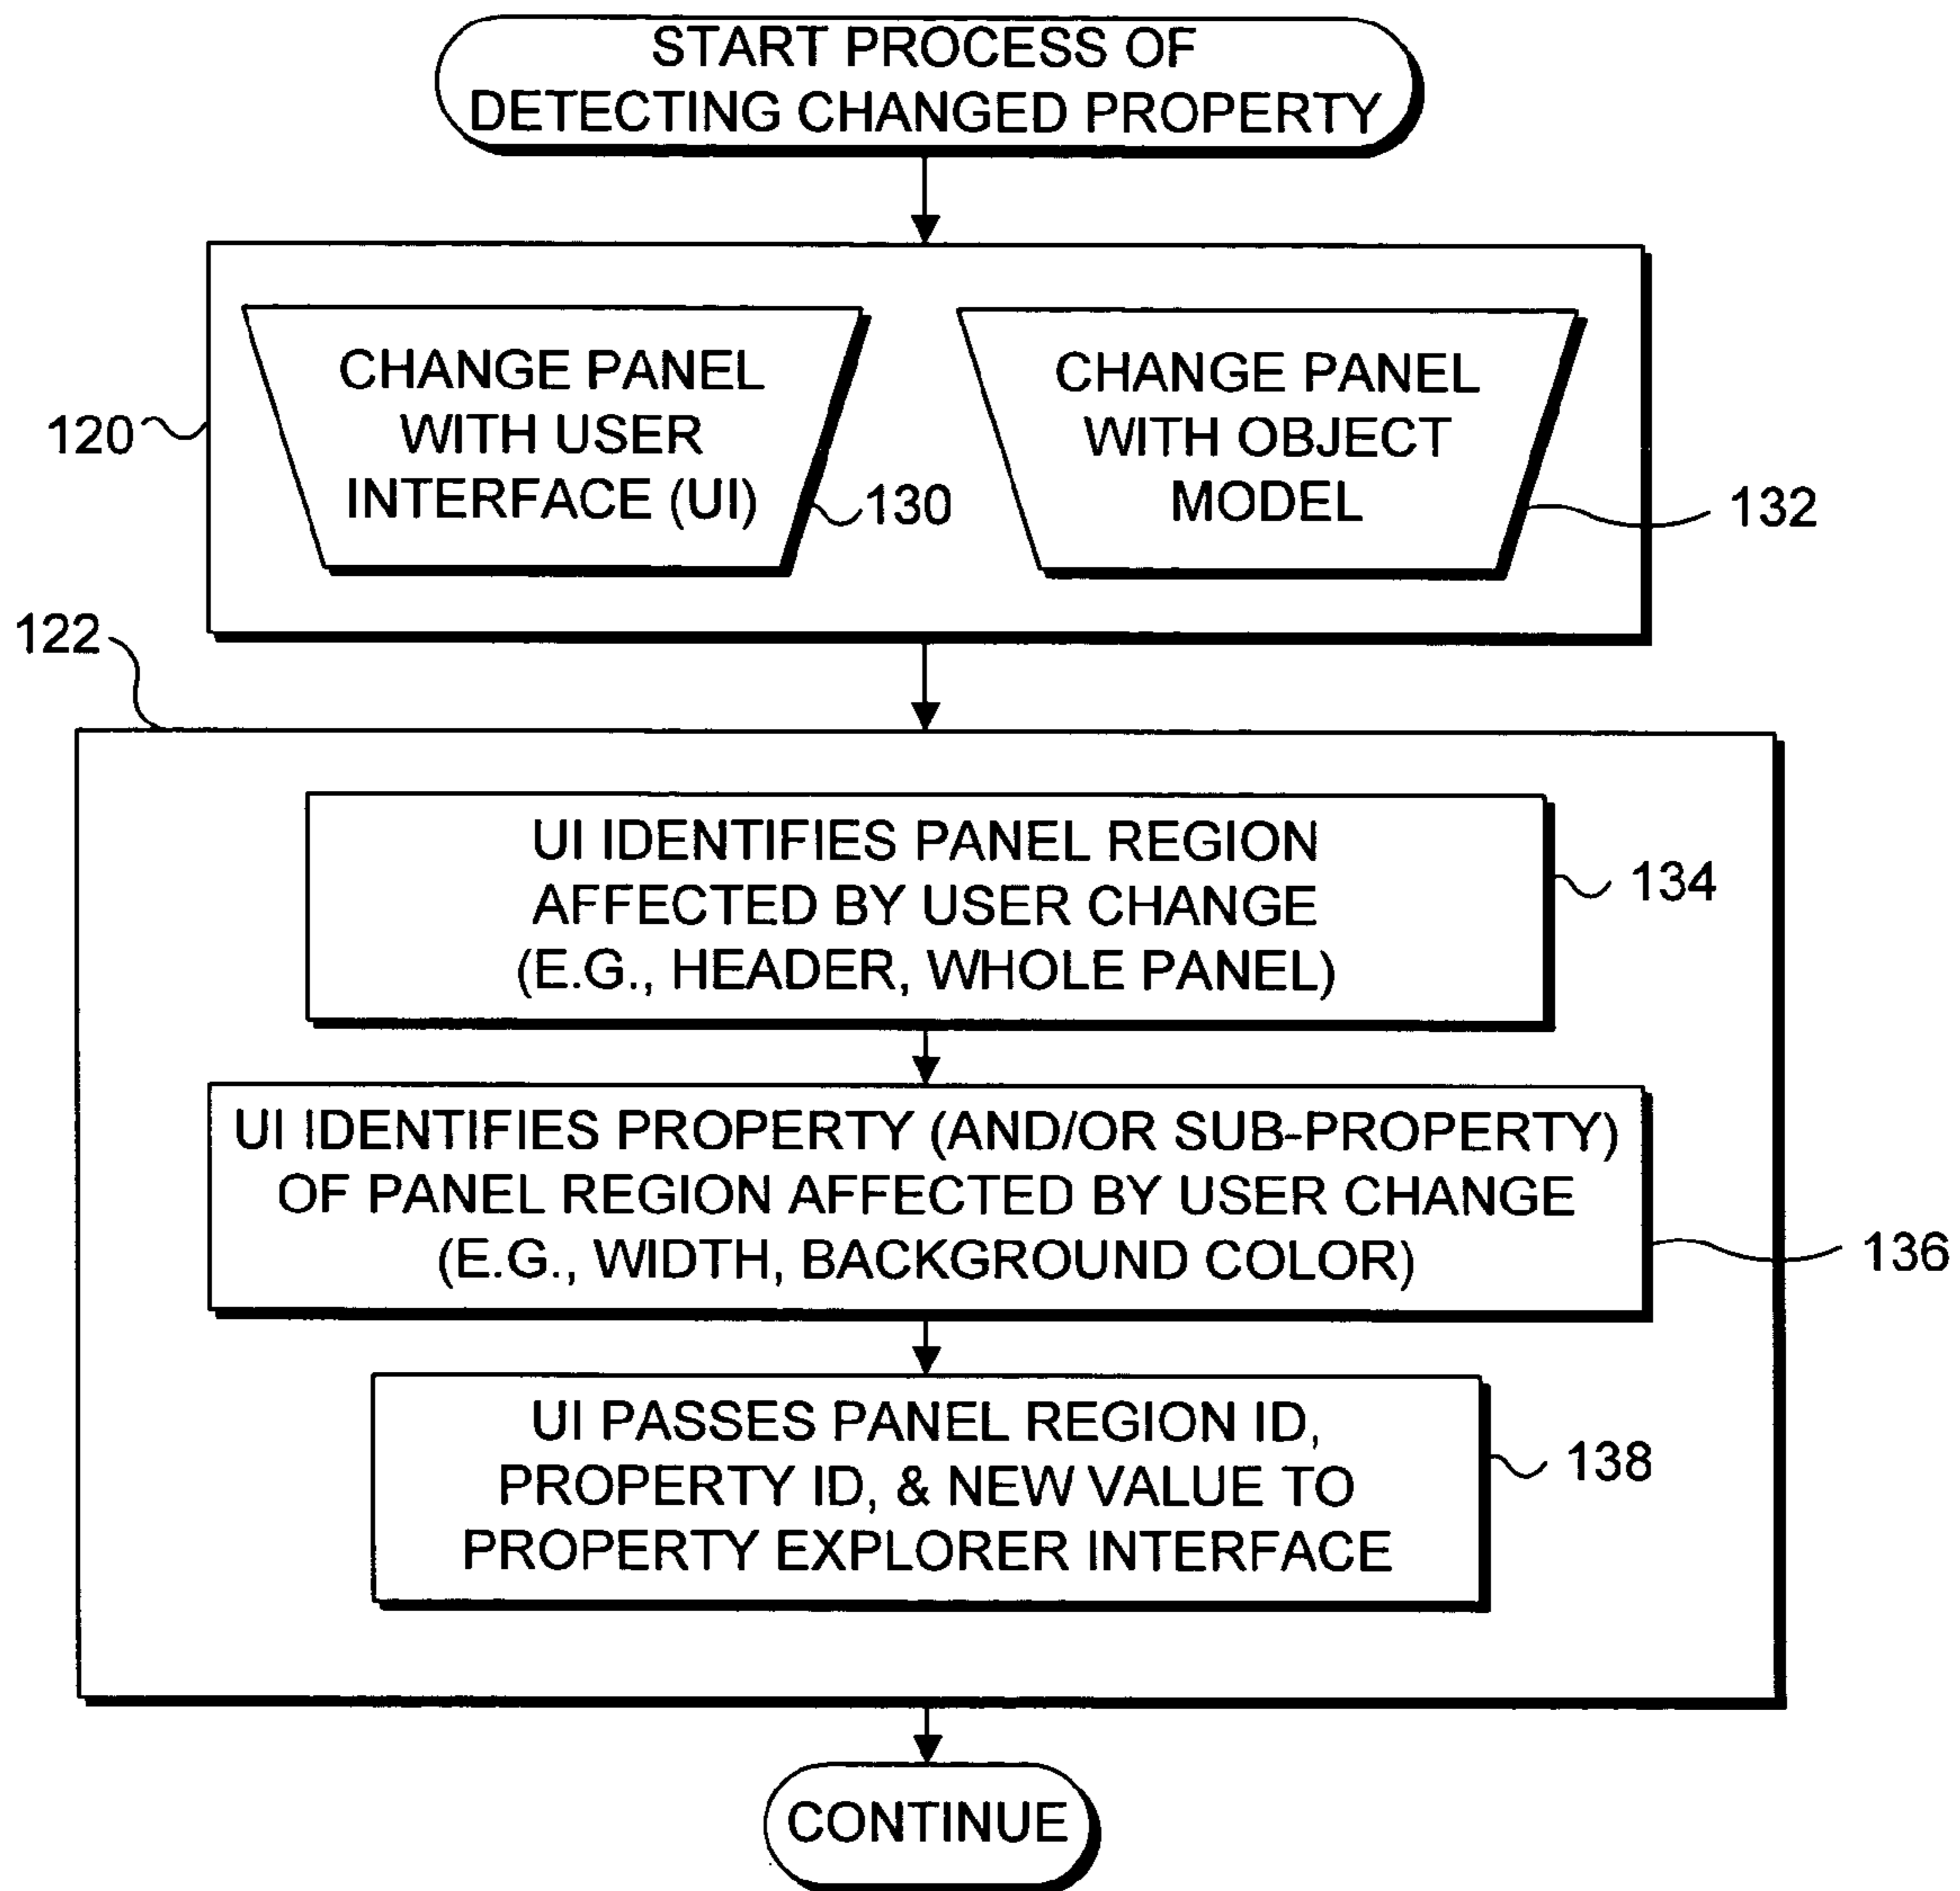 START PROCESS OF
DETECTING CHANGED PROPERTY
CHANGE PANEL
WITH USER
INTERFACE (UI)
CHANGE PANEL
WITH OBJECT
MODEL
120
130
132
122
UI IDENTIFIES PANEL REGION
AFFECTED BY USER CHANGE
(E.G., HEADER, WHOLE PANEL)
134
UI IDENTIFIES PROPERTY (AND/OR SUB-PROPERTY)
OF PANEL REGION AFFECTED BY USER CHANGE
(E.G., WIDTH, BACKGROUND COLOR)
136
UI PASSES PANEL REGION ID,
PROPERTY ID, & NEW VALUE TO
PROPERTY EXPLORER INTERFACE
138
CONTINUE